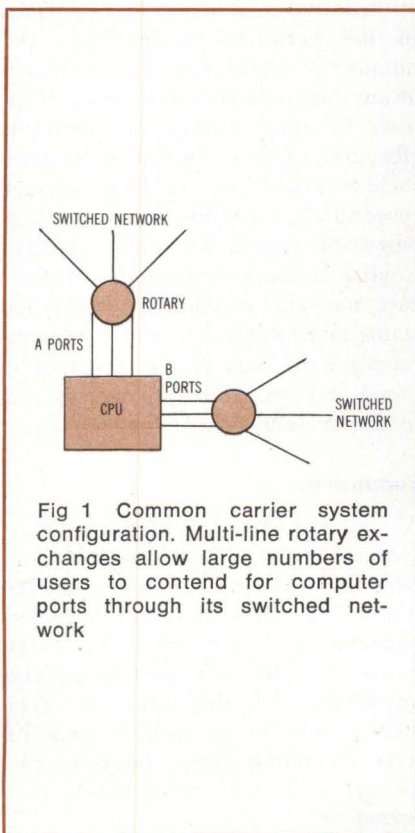 SWITCHED NETWORK
ROTARY
A PORTS
B
PORTS
CPU
SWITCHED
NETWORK
Fig 1 Common carrier system
configuration. Multi-line rotary ex-
changes allow large numbers of
users to contend for computer
ports through its switched net-
work